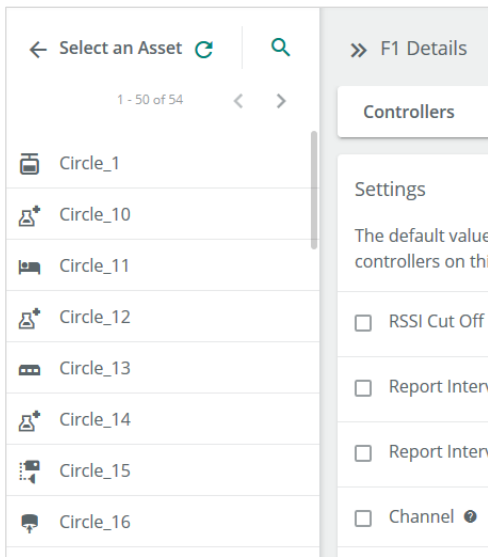 Select an Asset
1 - 50 of 54
Circle_1
Circle_10
Circle_11
Circle_12
Circle_13
Circle_14
Circle_15
Circle_16
F1 Details
Controllers
Settings
The default value
controllers on thi
RSSI Cut Off
Report Interv
Report Interv
Channel